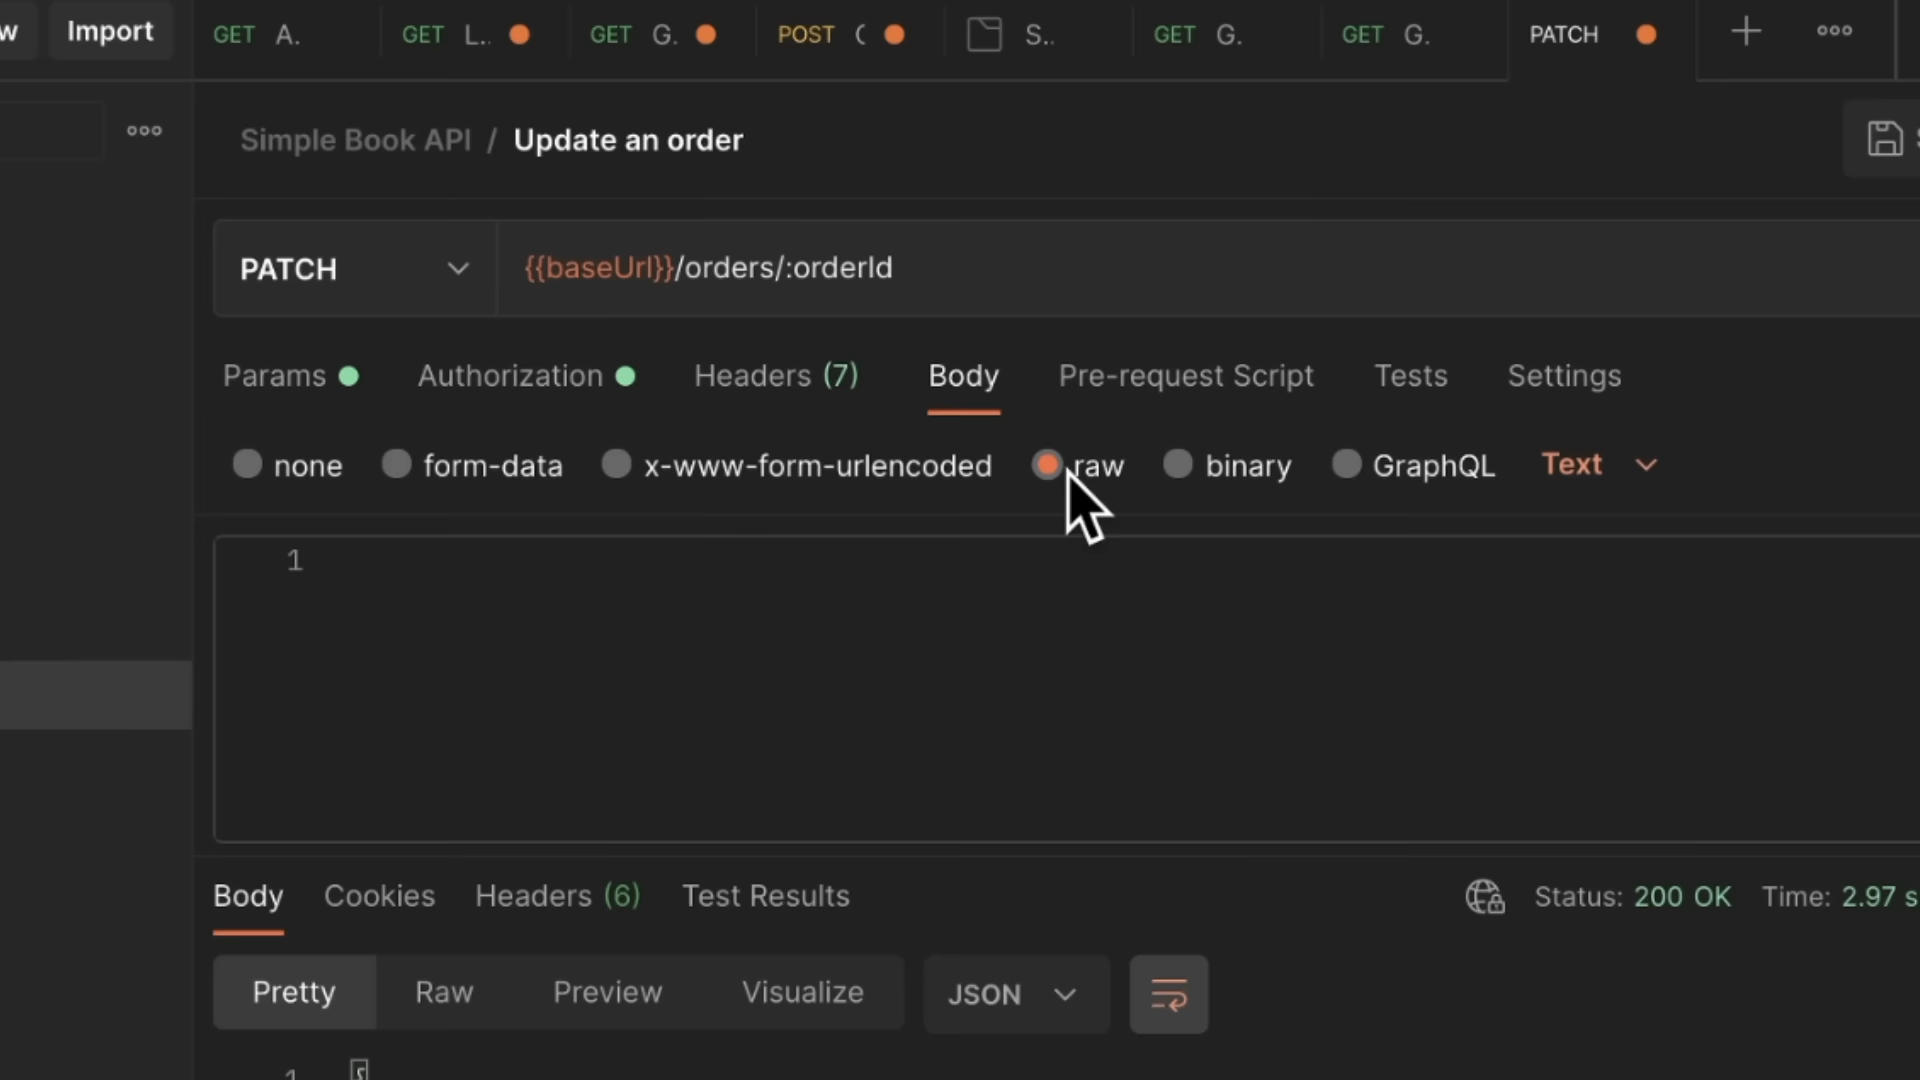 w Import GET A. GET L.. GET G. POST GET G. GET G. PATCH
S..
Simple Book API / Update an order
PATCH {{baseUrl}}/orders/:orderId
Params Authorization Headers (7) Body Pre-request Script Tests Settings
none form-data x-www-form-urlencoded raw binary GraphQL Text
1
Body Cookies Headers (6) Test Results Status: 200 OK Time: 2.97 s
Pretty Raw Preview Visualize JSON
1 {